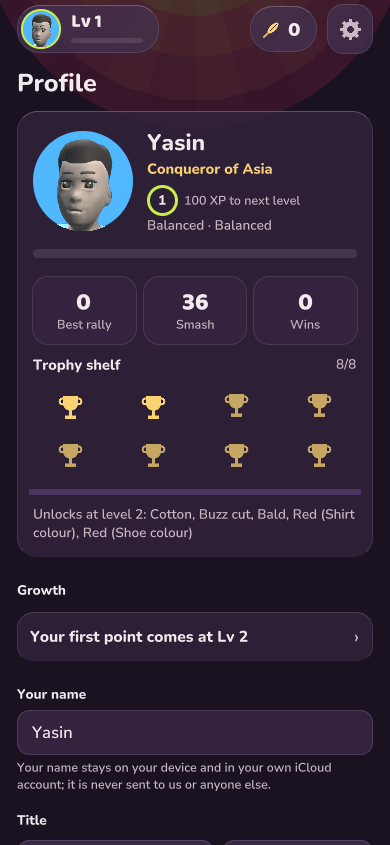 Lv 1
0
Profile
Yasin
Conqueror of Asia
1
100 XP to next level
Balanced · Balanced
0
Best rally
36
Smash
0
Wins
Trophy shelf
8/8
Unlocks at level 2: Cotton, Buzz cut, Bald, Red (Shirt
colour), Red (Shoe colour)
Growth
Your first point comes at Lv 2
Your name
Yasin
Your name stays on your device and in your own iCloud
account; it is never sent to us or anyone else.
Title